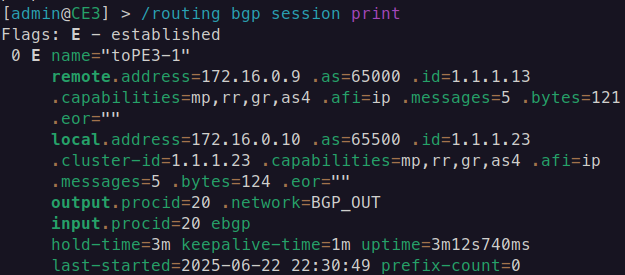 [admin@CE3] > /routing bgp session print
Flags: E - established
 0 E name="toPE3-1"
     remote.address=172.16.0.9 .as=65000 .id=1.1.1.13
     .capabilities=mp,rr,gr,as4 .afi=ip .messages=5 .bytes=121
     .eor=""
     local.address=172.16.0.10 .as=65500 .id=1.1.1.23
     .cluster-id=1.1.1.23 .capabilities=mp,rr,gr,as4 .afi=ip
     .messages=5 .bytes=124 .eor=""
     output.procid=20 .network=BGP_OUT
     input.procid=20 ebgp
     hold-time=3m keepalive-time=1m uptime=3m12s740ms
     last-started=2025-06-22 22:30:49 prefix-count=0